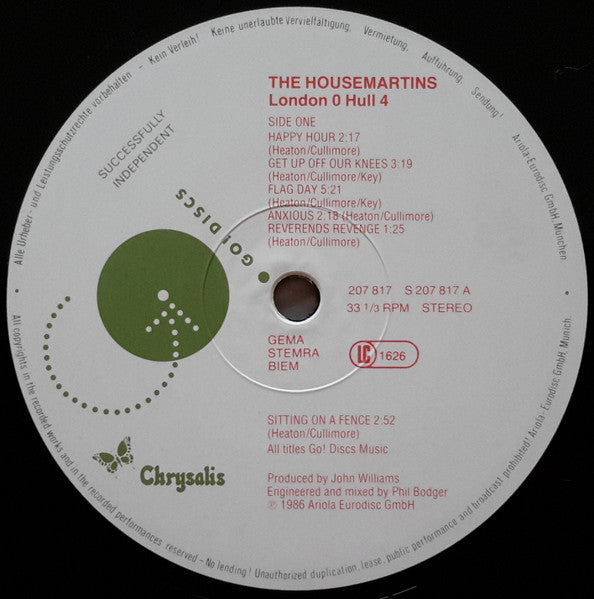 Alle Urheber- und Leistungsschutzrechte vorbehalten - Kein Verleih! Keine unerlaubte Vervielfältigung, Vermietung, Aufführung, Sendung! Ariola-Eurodisc GmbH, München.
SUCCESSFULLY
INDEPENDENT
GO! DISCS
THE HOUSEMARTINS
London 0 Hull 4
SIDE ONE
HAPPY HOUR 2:17
(Heaton/Cullimore)
GET UP OFF OUR KNEES 3:19
(Heaton/Cullimore/Key)
FLAG DAY 5:21
(Heaton/Cullimore/Key)
ANXIOUS 2:18 (Heaton/Cullimore)
REVERENDS REVENGE 1:25
(Heaton/Cullimore)
207 817 S 207 817 A
33 1/3 RPM STEREO
GEMA
STEMRA
BIEM
LC 1626
SITTING ON A FENCE 2:52
(Heaton/Cullimore)
All titles Go! Discs Music
Chrysalis
Produced by John Williams
Engineered and mixed by Phil Bodger
℗ 1986 Ariola Eurodisc GmbH
All copyrights in the recorded works and in the recorded performances reserved - No lending! Unauthorized duplication, lease, public performance and broadcast prohibited! Ariola-Eurodisc GmbH, Munich.